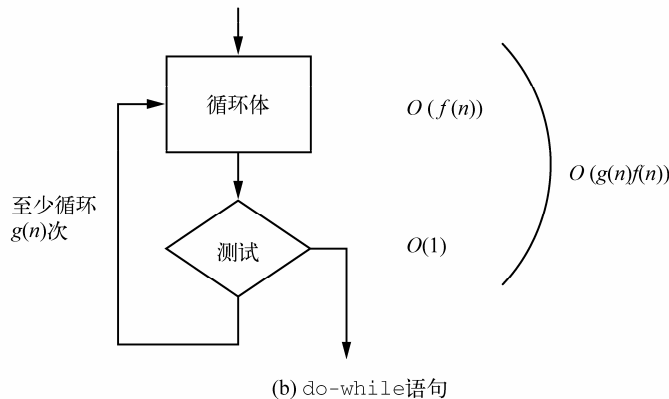 循环体
O(f(n))
O(g(n)f(n))
至少循环
g(n)次
测试
O(1)
(b) do-while语句